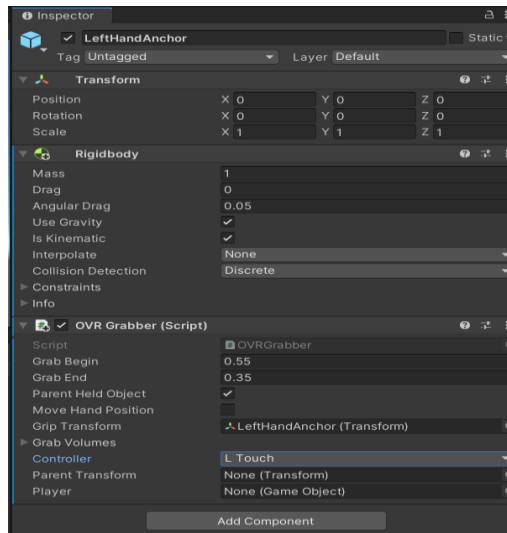 Inspector
LeftHandAnchor Static
Tag Untagged Layer Default
Transform
Position X 0 Y 0 Z 0
Rotation X 0 Y 0 Z 0
Scale X 1 Y 1 Z 1
Rigidbody
Mass 1
Drag 0
Angular Drag 0.05
Use Gravity
Is Kinematic
Interpolate None
Collision Detection Discrete
Constraints
Info
OVR Grabber (Script)
Script OVRGrabber
Grab Begin 0.55
Grab End 0.35
Parent Held Object
Move Hand Position
Grip Transform LeftHandAnchor (Transform)
Grab Volumes
Controller L Touch
Parent Transform None (Transform)
Player None (Game Object)
Add Component